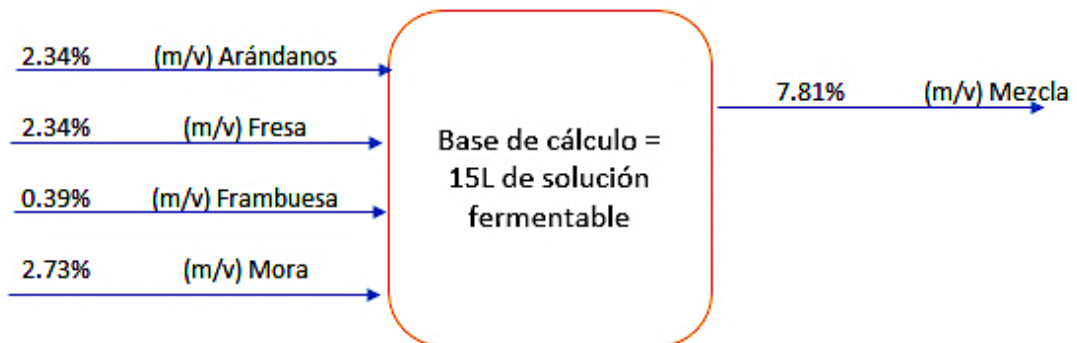 2.34% (m/v) Arándanos
2.34% (m/v) Fresa
0.39% (m/v) Frambuesa
2.73% (m/v) Mora
Base de cálculo =
15L de solución
fermentable
7.81% (m/v) Mezcla